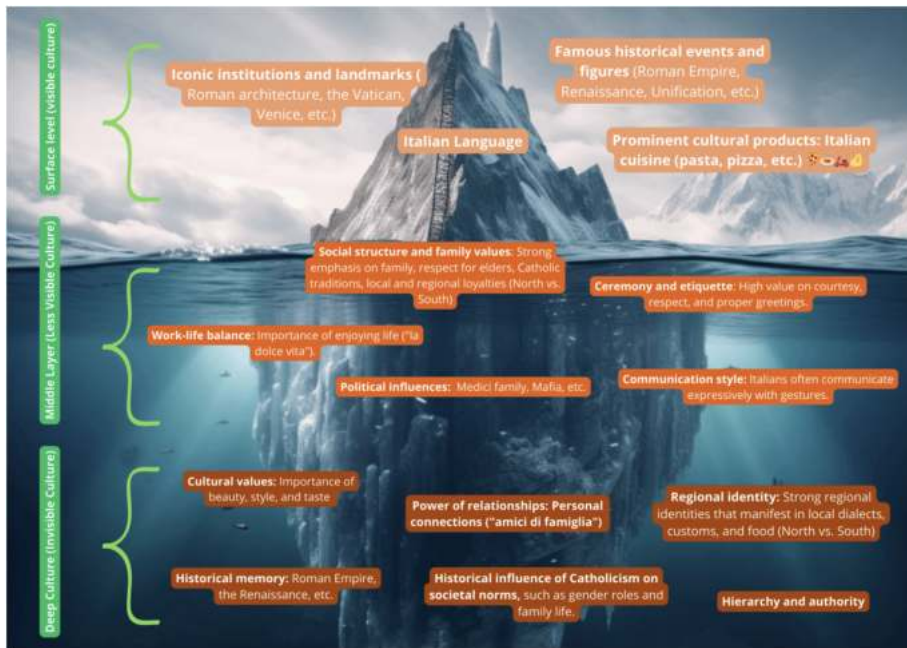 Surface level (visible culture)
Iconic institutions and landmarks (
Roman architecture, the Vatican,
Venice, etc.)
Famous historical events and
figures (Roman Empire,
Renaissance, Unification, etc.)
Italian Language
Prominent cultural products: Italian
cuisine (pasta, pizza, etc.)
Middle Layer (Less Visible Culture)
Social structure and family values: Strong
emphasis on family, respect for elders, Catholic
traditions, local and regional loyalties (North vs.
South)
Ceremony and etiquette: High value on courtesy,
respect, and proper greetings.
Work-life balance: Importance of enjoying life ("la
dolce vita").
Political influences: Medici family, Mafia, etc.
Communication style: Italians often communicate
expressively with gestures.
Deep Culture (Invisible Culture)
Cultural values: Importance of
beauty, style, and taste
Power of relationships: Personal
connections ("amici di famiglia")
Regional identity: Strong regional
identities that manifest in local dialects,
customs, and food (North vs. South)
Historical memory: Roman Empire,
the Renaissance, etc.
Historical influence of Catholicism on
societal norms, such as gender roles and
family life.
Hierarchy and authority